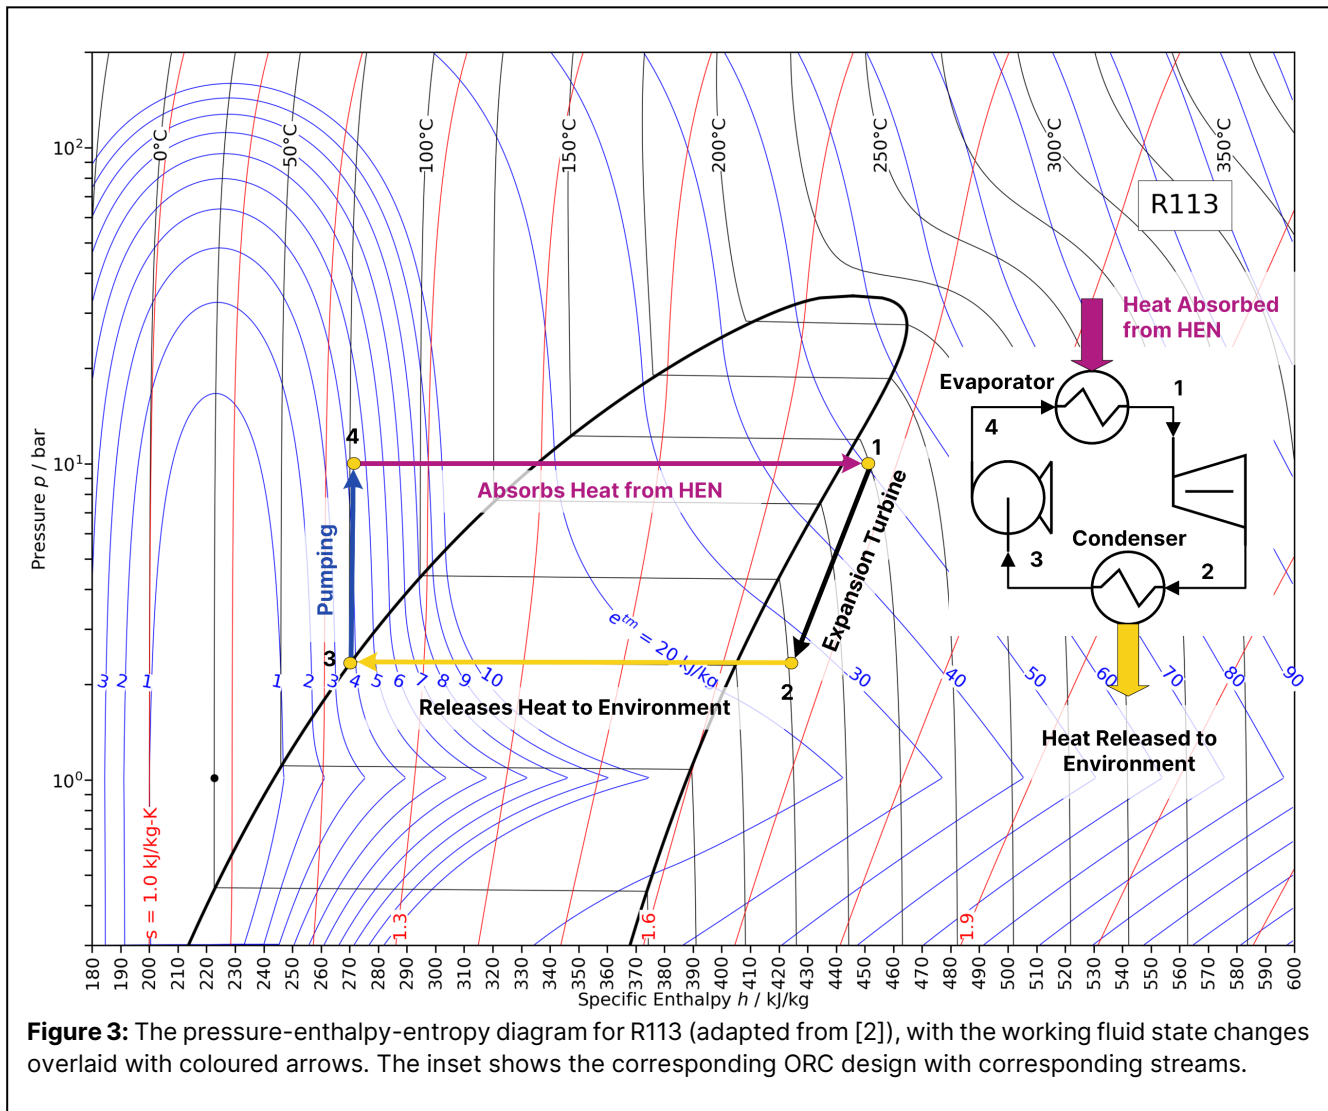 0°C
50°C
100°C
150°C
200°C
250°C
300°C
350°C
R113
10²
10¹
10⁰
Pressure p / bar
Heat Absorbed
from HEN
Evaporator
1
4
3
2
Condenser
Heat Released to
Environment
4
1
Absorbs Heat from HEN
Expansion Turbine
Pumping
3
2
Releases Heat to Environment
eᵗᵐ = 20 kJ/kg
3 2 1 1 2 3 4 5 6 7 8 9 10
30 40 50 60 70 80 90
s = 1.0 kJ/kg-K
1.3
1.6
1.9
180 190 200 210 220 230 240 250 260 270 280 290 300 310 320 330 340 350 360 370 380 390 400 410 420 430 440 450 460 470 480 490 500 510 520 530 540 550 560 570 580 590 600
Specific Enthalpy h / kJ/kg
Figure 3: The pressure-enthalpy-entropy diagram for R113 (adapted from [2]), with the working fluid state changes
overlaid with coloured arrows. The inset shows the corresponding ORC design with corresponding streams.